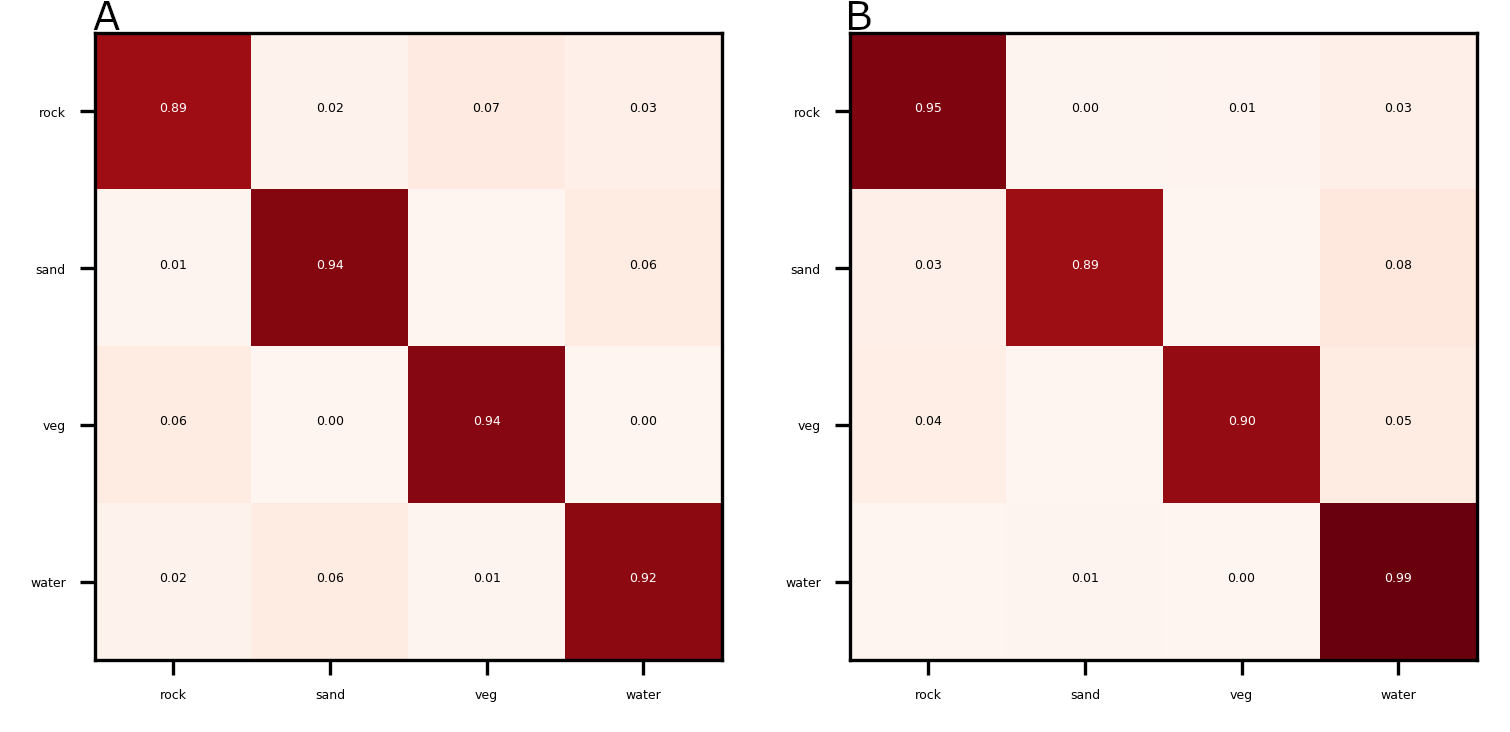 A
rock 0.89 0.02 0.07 0.03
sand 0.01 0.94 0.06
veg 0.06 0.00 0.94 0.00
water 0.02 0.06 0.01 0.92
rock sand veg water
B
rock 0.95 0.00 0.01 0.03
sand 0.03 0.89 0.08
veg 0.04 0.90 0.05
water 0.01 0.00 0.99
rock sand veg water